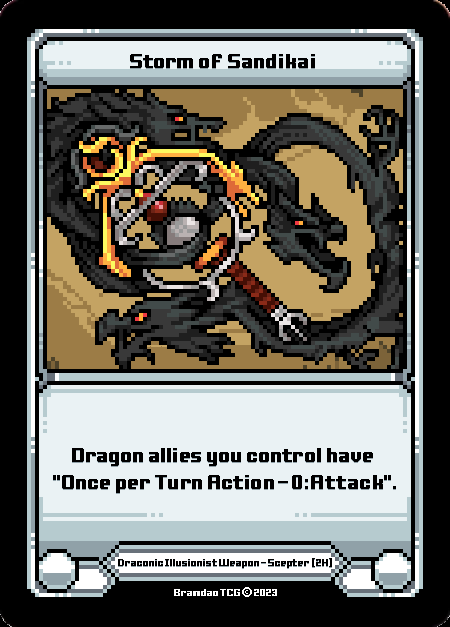 Storm of Sandikai
Dragon allies you control have
"Once per Turn Action - 0:Attack".
Draconic Illusionist Weapon - Scepter (2H)
Brandao TCG © 2023